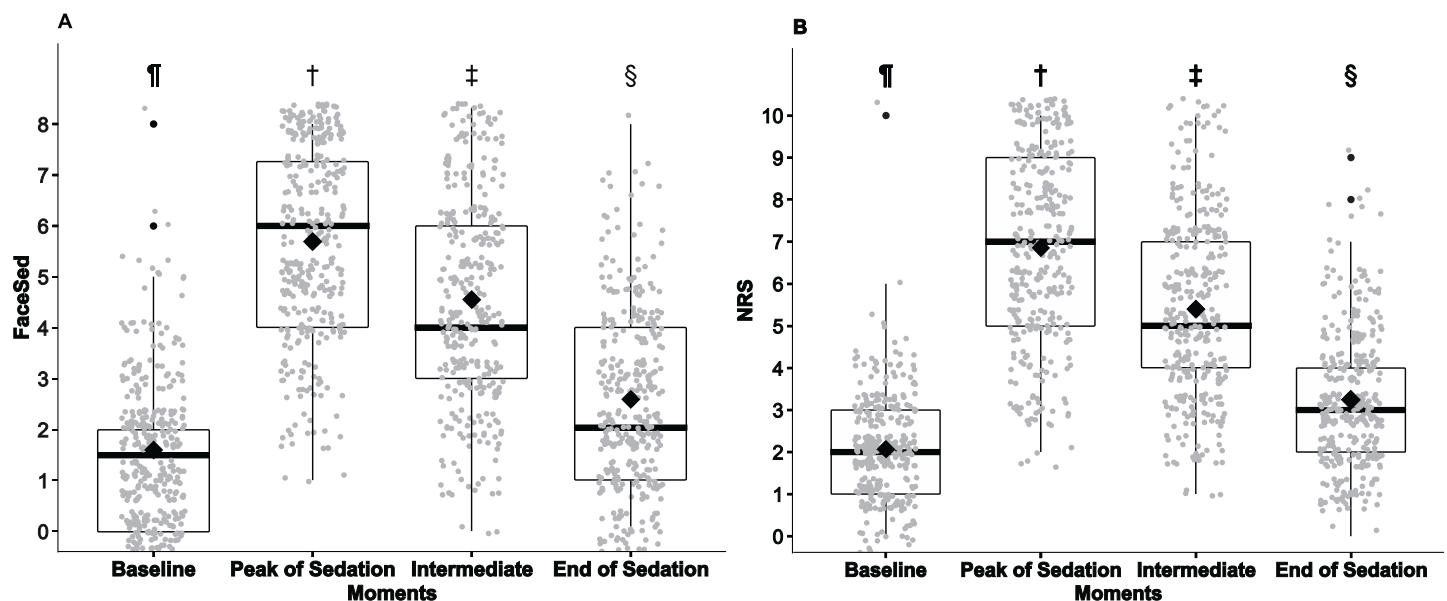 A
¶ † ‡ §
8
7
6
5
4
3
2
1
0
FaceSed
Baseline Peak of Sedation Intermediate End of Sedation
Moments
B
¶ † ‡ §
10
9
8
7
6
5
4
3
2
1
0
NRS
Baseline Peak of Sedation Intermediate End of Sedation
Moments